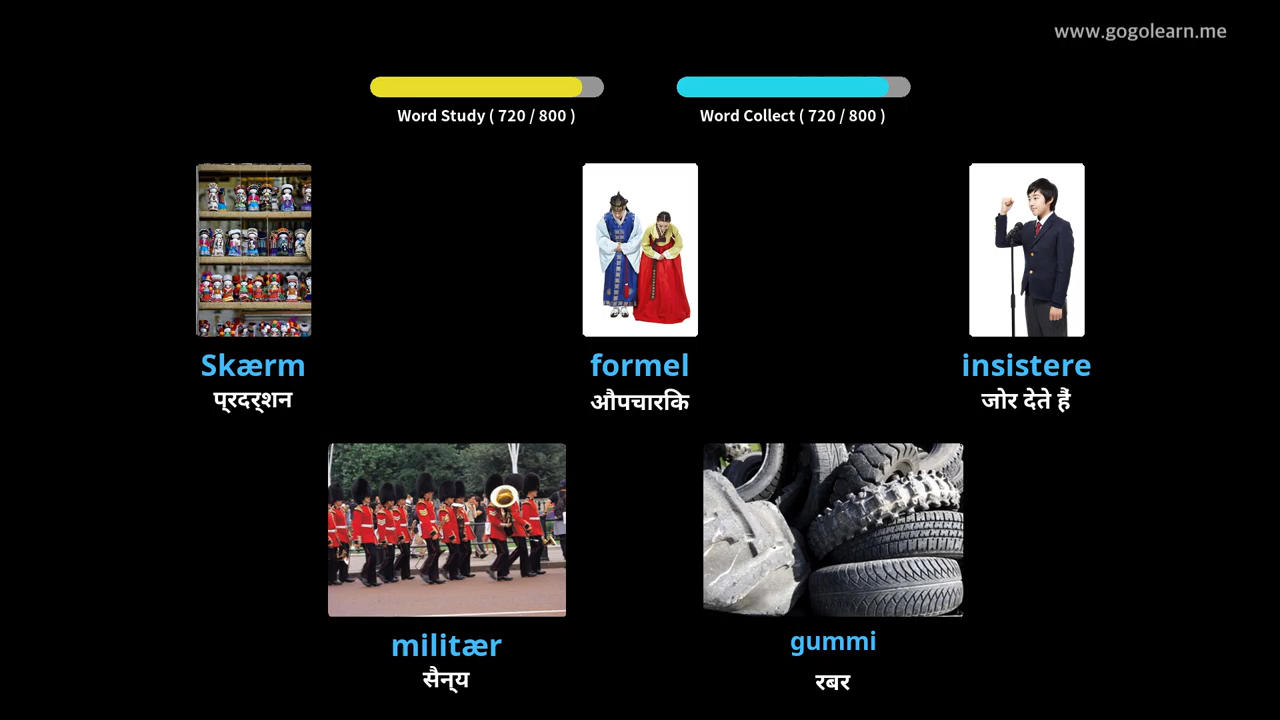 www.gogolearn.me
Word Study ( 720 / 800 )
Word Collect ( 720 / 800 )
Skærm
प्रदर्शन
formel
औपचारिक
insistere
जोर देते हैं
militær
सैन्य
gummi
रबर